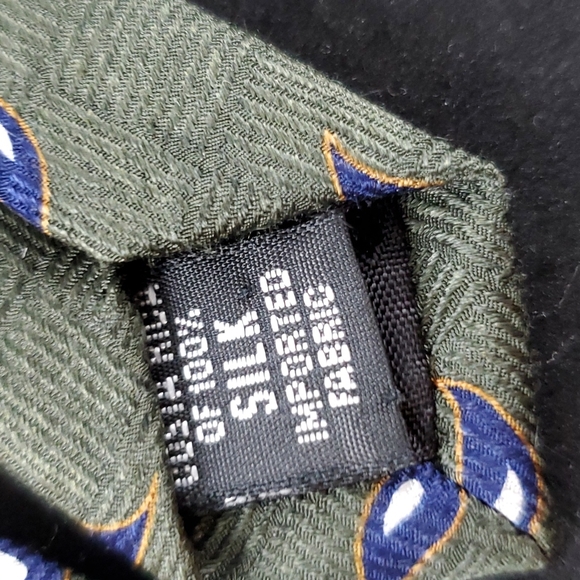 OF 100%
SILK
IMPORTED
FABRIC